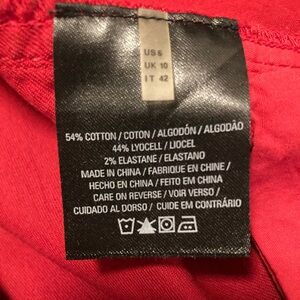 US 6
UK 10
IT 42
54% COTTON / COTON / ALGODÓN / ALGODÃO
44% LYOCELL / LIOCEL
2% ELASTANE / ELASTANO
MADE IN CHINA / FABRIQUE EN CHINE /
HECHO EN CHINA / FEITO EM CHINA
CARE ON REVERSE / VOIR VERSO /
CUIDADO AL DORSO / CUIDE EM CONTRÁRIO